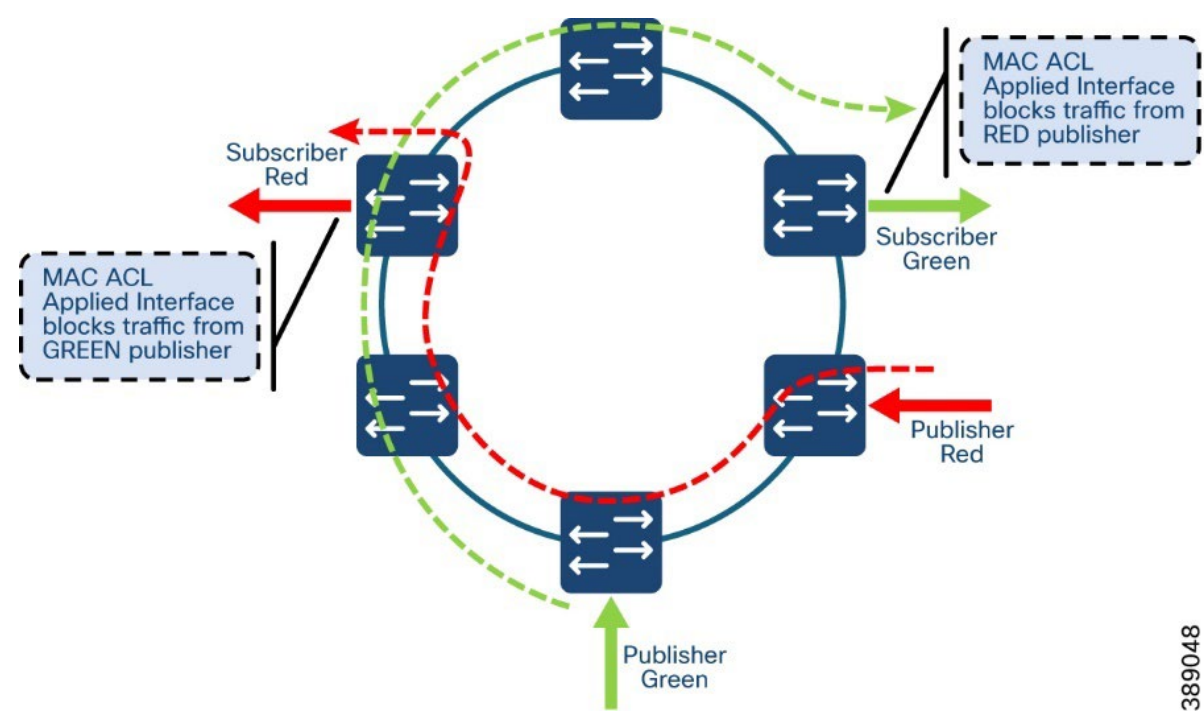 MAC ACL
Applied Interface
blocks traffic from
RED publisher
Subscriber
Red
Subscriber
Green
MAC ACL
Applied Interface
blocks traffic from
GREEN publisher
Publisher
Red
Publisher
Green
389048